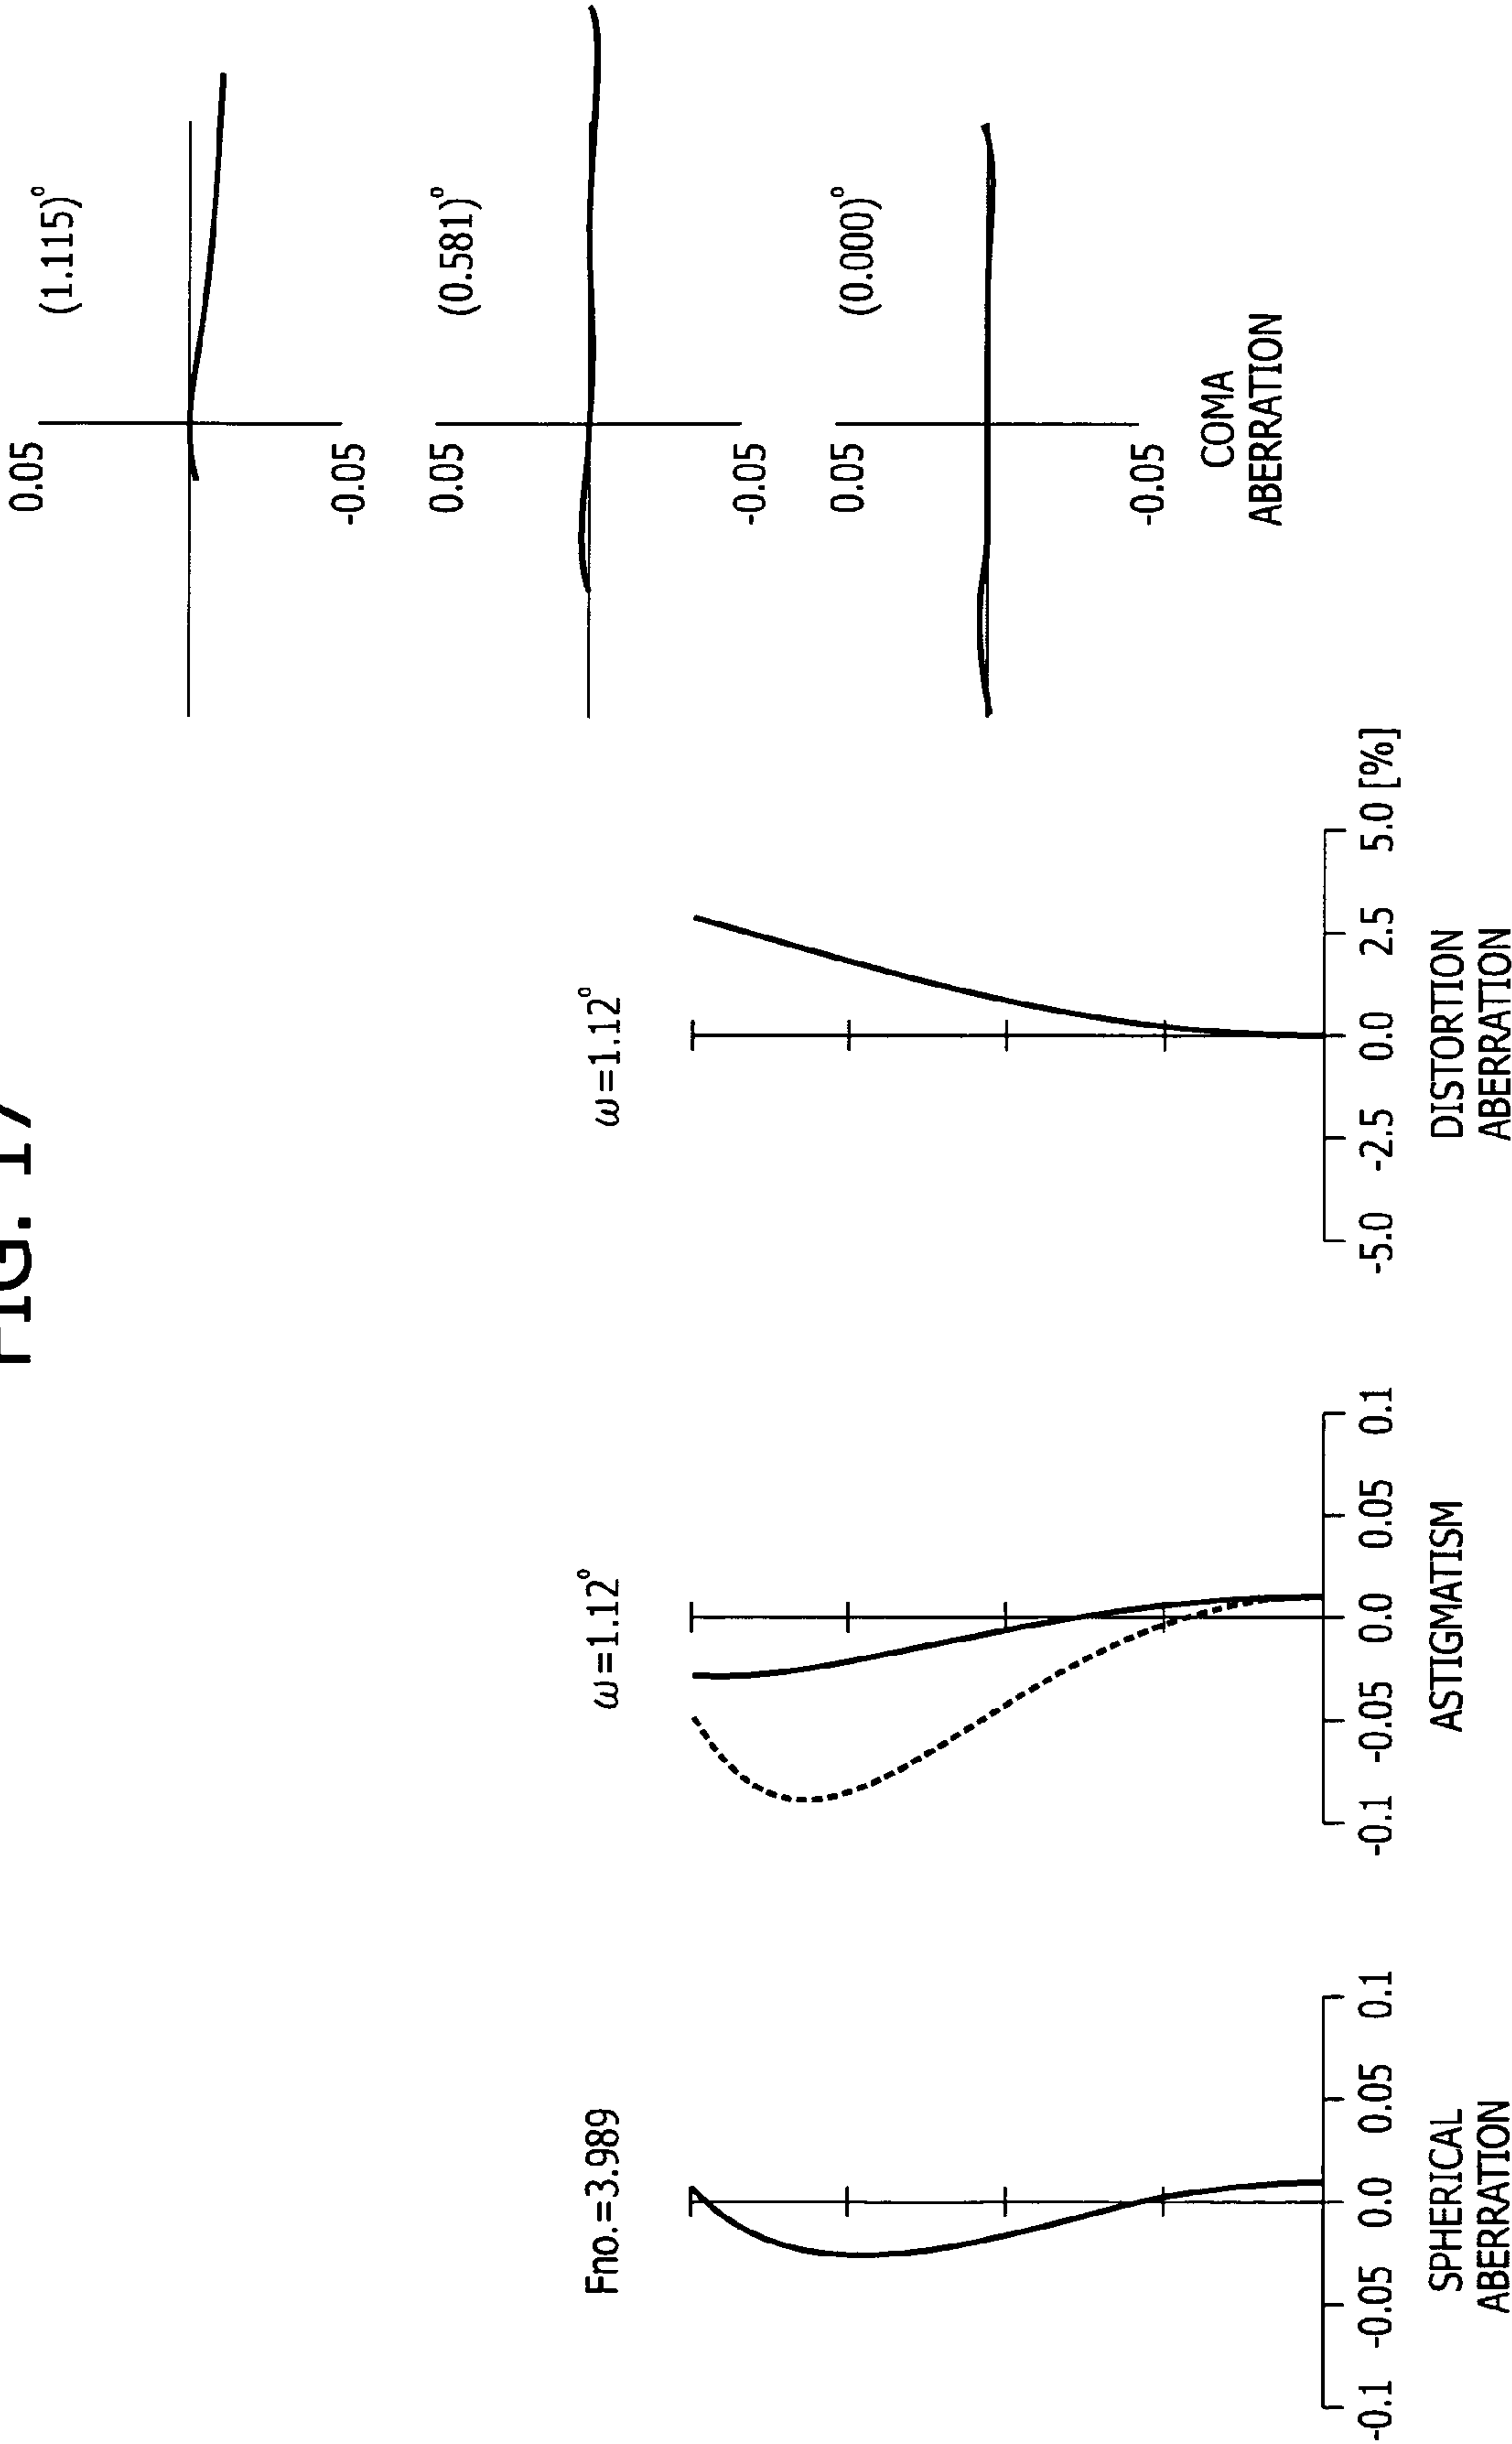 FIG. 17
Fno.=3.989
-0.1 -0.05 0.0 0.05 0.1
SPHERICAL
ABERRATION
ω=1.12°
-0.1 -0.05 0.0 0.05 0.1
ASTIGMATISM
ω=1.12°
-5.0 -2.5 0.0 2.5 5.0 [%]
DISTORTION
ABERRATION
0.05
(1.115)°
-0.05
0.05
(0.581)°
-0.05
0.05
(0.000)°
-0.05
COMA
ABERRATION